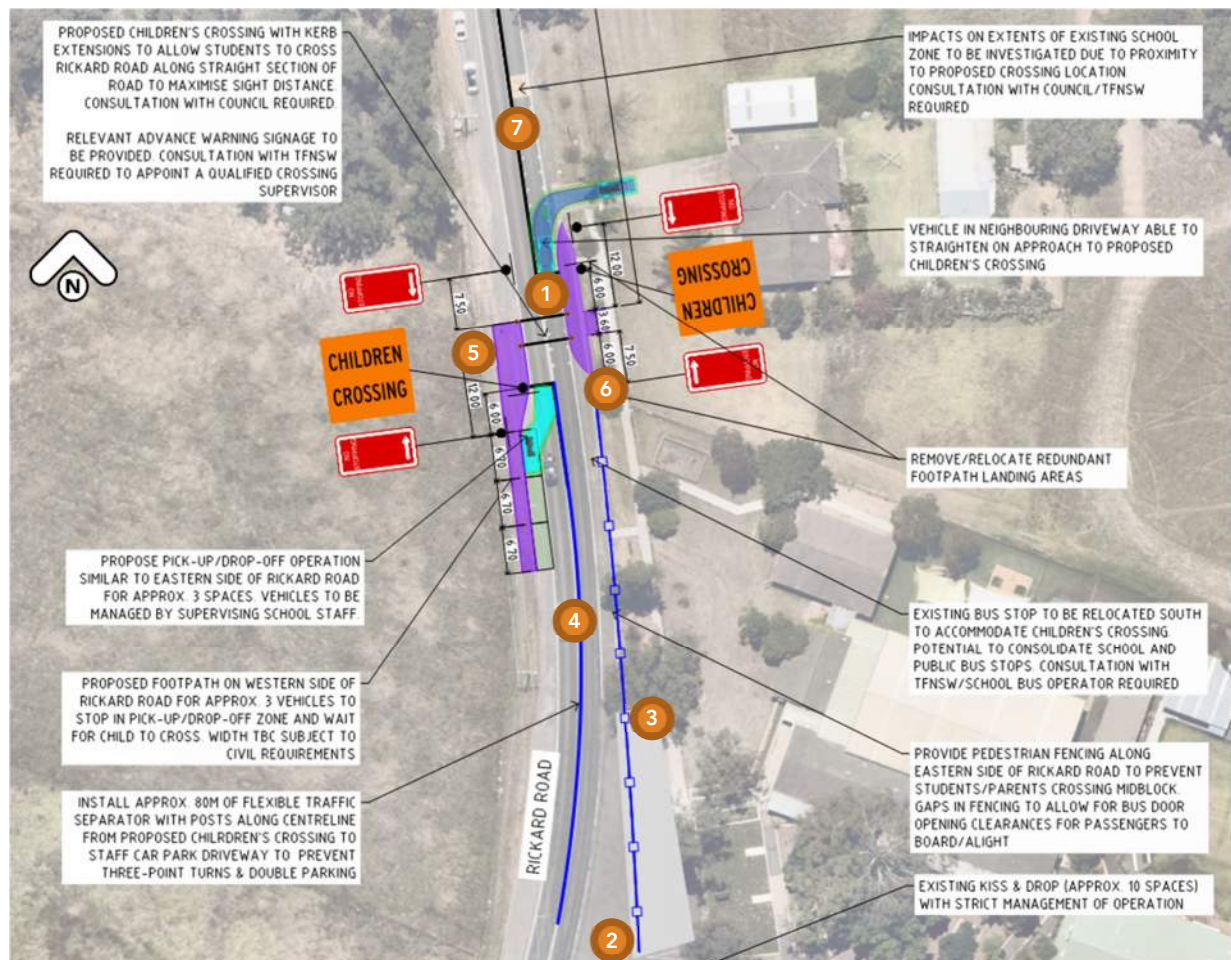 PROPOSED CHILDREN'S CROSSING WITH KERB
EXTENSIONS TO ALLOW STUDENTS TO CROSS
RICKARD ROAD ALONG STRAIGHT SECTION OF
ROAD TO MAXIMISE SIGHT DISTANCE.
CONSULTATION WITH COUNCIL REQUIRED.
RELEVANT ADVANCE WARNING SIGNAGE TO
BE PROVIDED. CONSULTATION WITH TFNSW
REQUIRED TO APPOINT A QUALIFIED CROSSING
SUPERVISOR
IMPACTS ON EXTENTS OF EXISTING SCHOOL
ZONE TO BE INVESTIGATED DUE TO PROXIMITY
TO PROPOSED CROSSING LOCATION.
CONSULTATION WITH COUNCIL/TFNSW
REQUIRED
7
N
NO
STOPPING
VEHICLE IN NEIGHBOURING DRIVEWAY ABLE TO
STRAIGHTEN ON APPROACH TO PROPOSED
CHILDREN'S CROSSING
CHILDREN
CROSSING
12.00
6.00
3.60
6.00
7.50
1
NO
STOPPING
7.50
5
CHILDREN
CROSSING
12.00
6.00
6.70
6.70
6.70
NO
STOPPING
NO
STOPPING
6
REMOVE/RELOCATE REDUNDANT
FOOTPATH LANDING AREAS
PROPOSE PICK-UP/DROP-OFF OPERATION
SIMILAR TO EASTERN SIDE OF RICKARD ROAD
FOR APPROX. 3 SPACES. VEHICLES TO BE
MANAGED BY SUPERVISING SCHOOL STAFF.
4
EXISTING BUS STOP TO BE RELOCATED SOUTH
TO ACCOMMODATE CHILDREN'S CROSSING.
POTENTIAL TO CONSOLIDATE SCHOOL AND
PUBLIC BUS STOPS. CONSULTATION WITH
TFNSW/SCHOOL BUS OPERATOR REQUIRED
PROPOSED FOOTPATH ON WESTERN SIDE OF
RICKARD ROAD FOR APPROX. 3 VEHICLES TO
STOP IN PICK-UP/DROP-OFF ZONE AND WAIT
FOR CHILD TO CROSS. WIDTH TBC SUBJECT TO
CIVIL REQUIREMENTS
3
PROVIDE PEDESTRIAN FENCING ALONG
EASTERN SIDE OF RICKARD ROAD TO PREVENT
STUDENTS/PARENTS CROSSING MIDBLOCK.
GAPS IN FENCING TO ALLOW FOR BUS DOOR
OPENING CLEARANCES FOR PASSENGERS TO
BOARD/ALIGHT
INSTALL APPROX. 80M OF FLEXIBLE TRAFFIC
SEPARATOR WITH POSTS ALONG CENTRELINE
FROM PROPOSED CHILRDREN'S CROSSING TO
STAFF CAR PARK DRIVEWAY TO PREVENT
THREE-POINT TURNS & DOUBLE PARKING
RICKARD ROAD
EXISTING KISS & DROP (APPROX. 10 SPACES)
WITH STRICT MANAGEMENT OF OPERATION
2